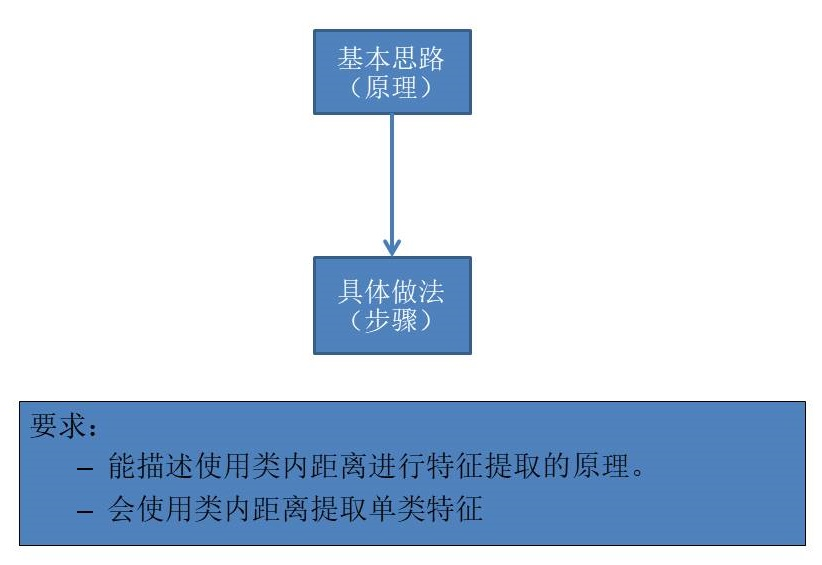 基本思路
（原理）
具体做法
（步骤）
要求：
– 能描述使用类内距离进行特征提取的原理。
– 会使用类内距离提取单类特征